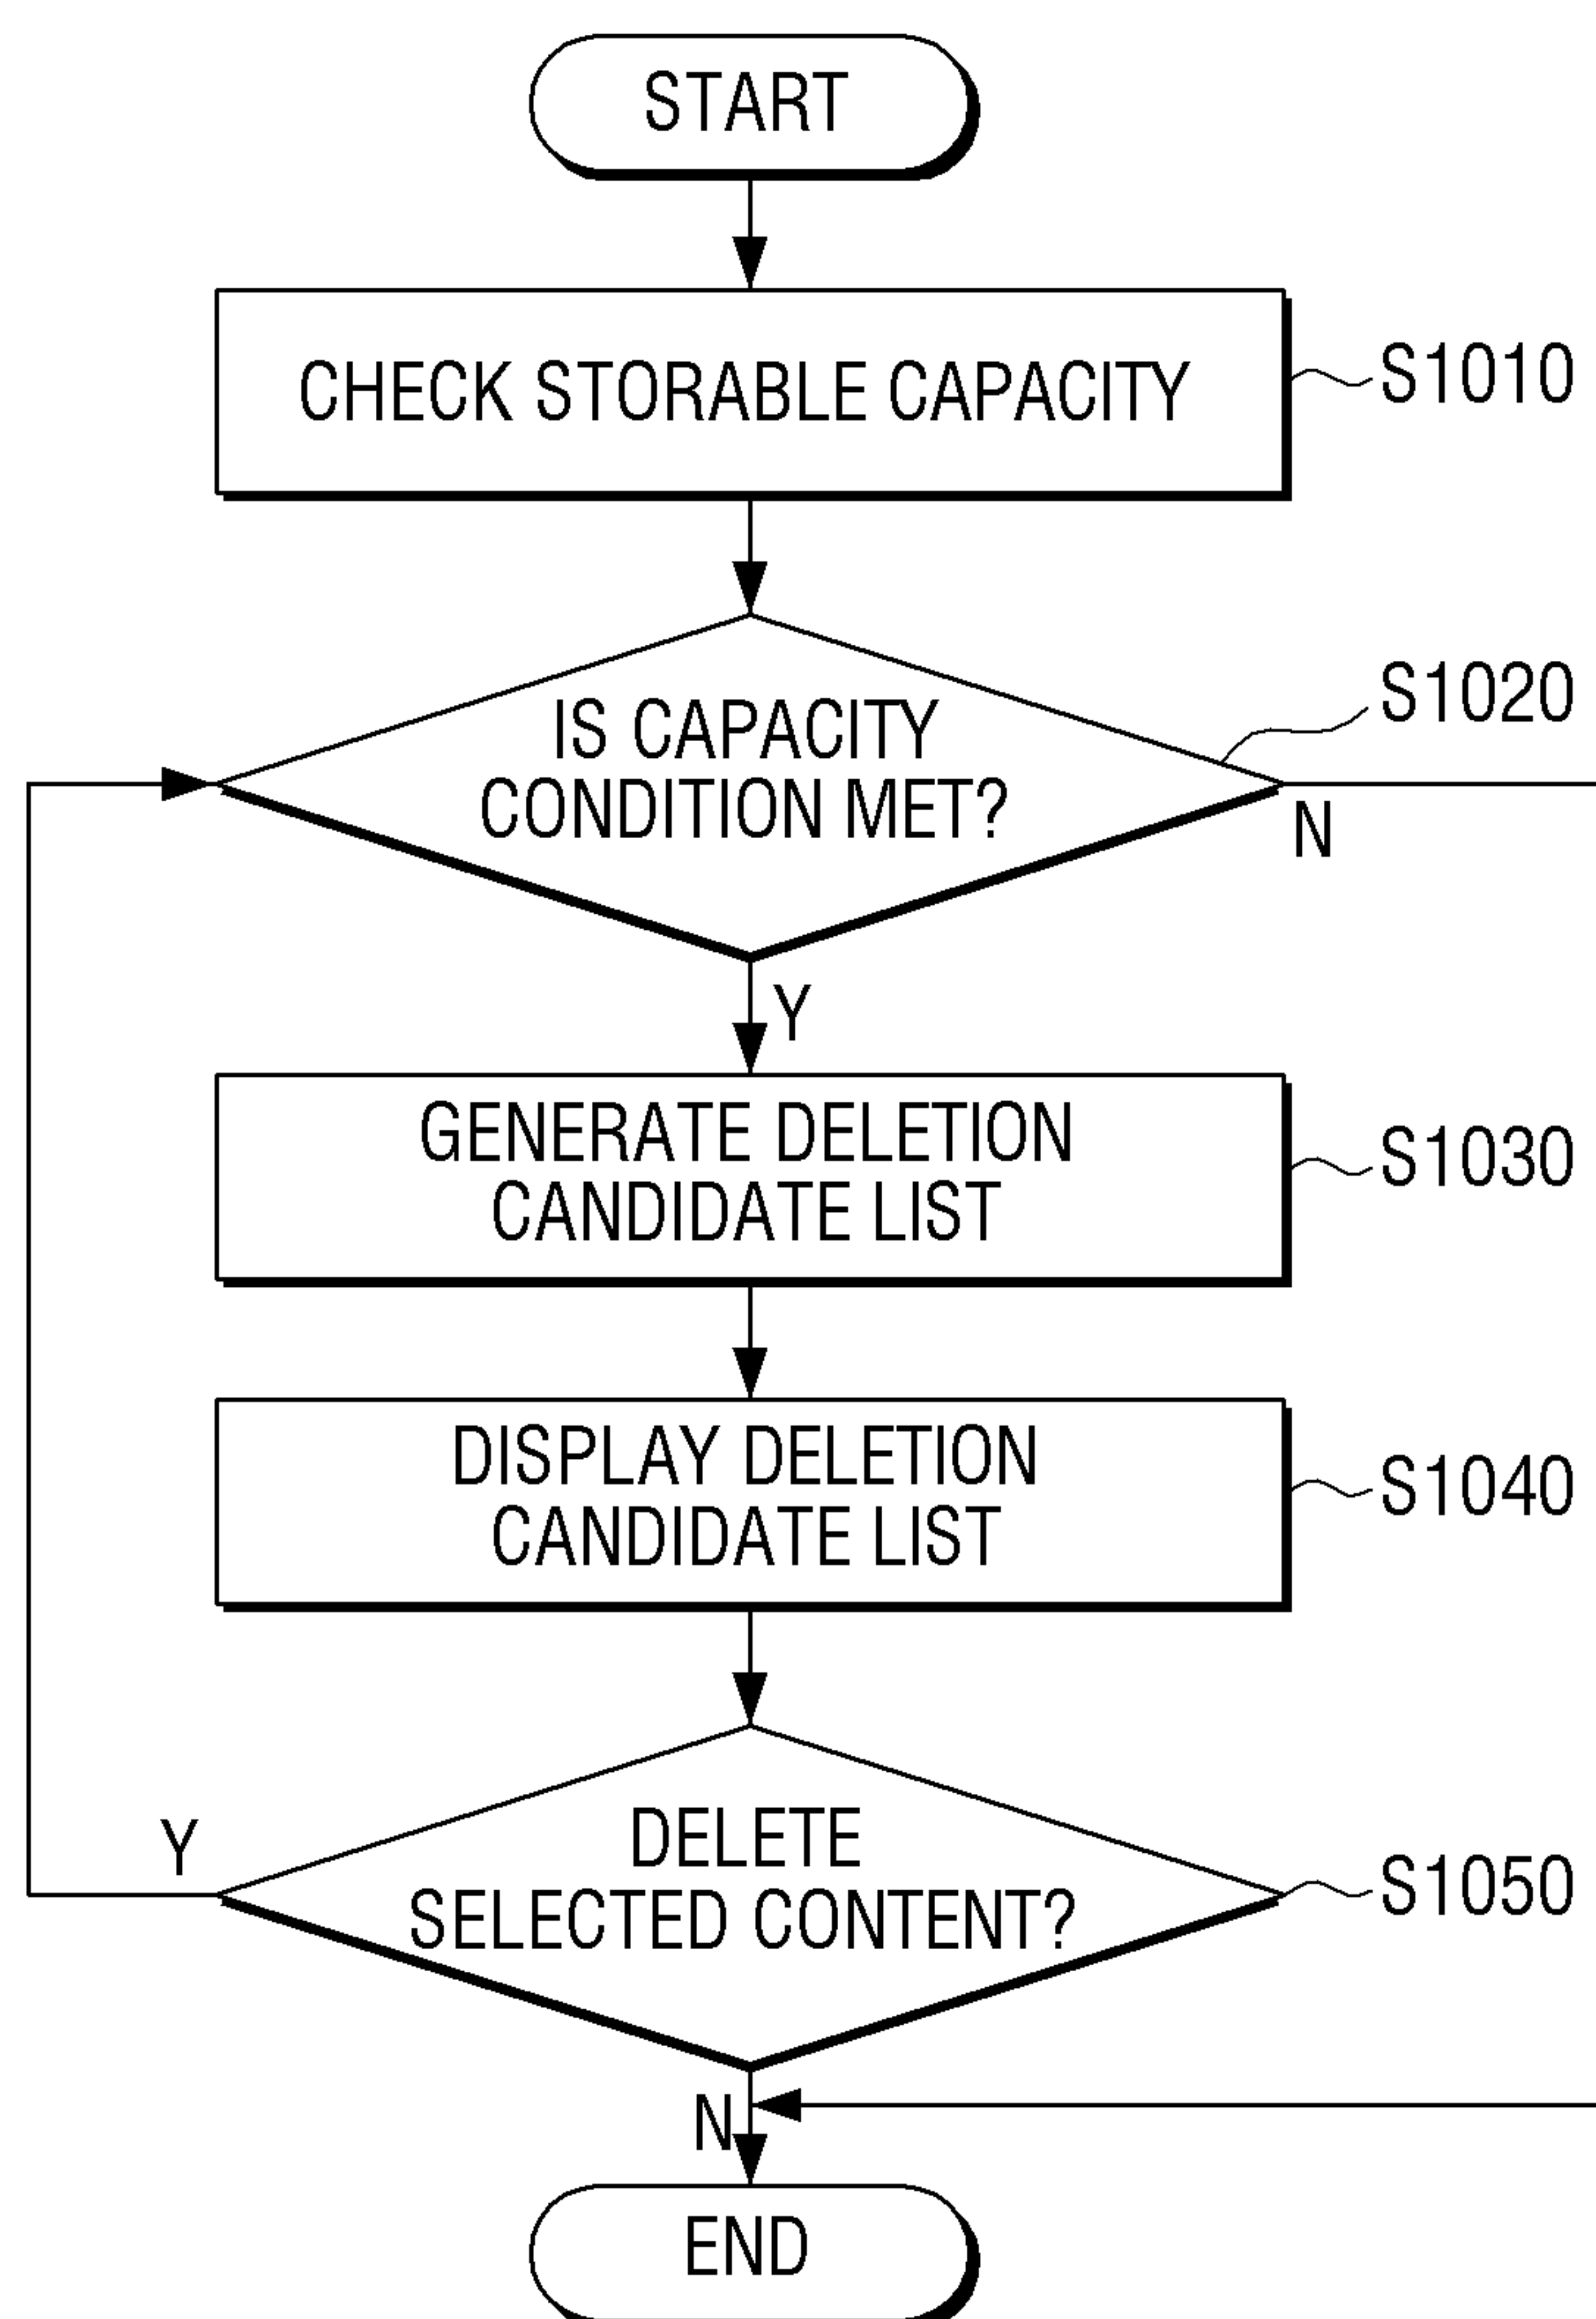 START
CHECK STORABLE CAPACITY
S1010
S1020
IS CAPACITY
CONDITION MET?
N
Y
GENERATE DELETION
CANDIDATE LIST
S1030
DISPLAY DELETION
CANDIDATE LIST
S1040
Y
DELETE
SELECTED CONTENT?
S1050
N
END